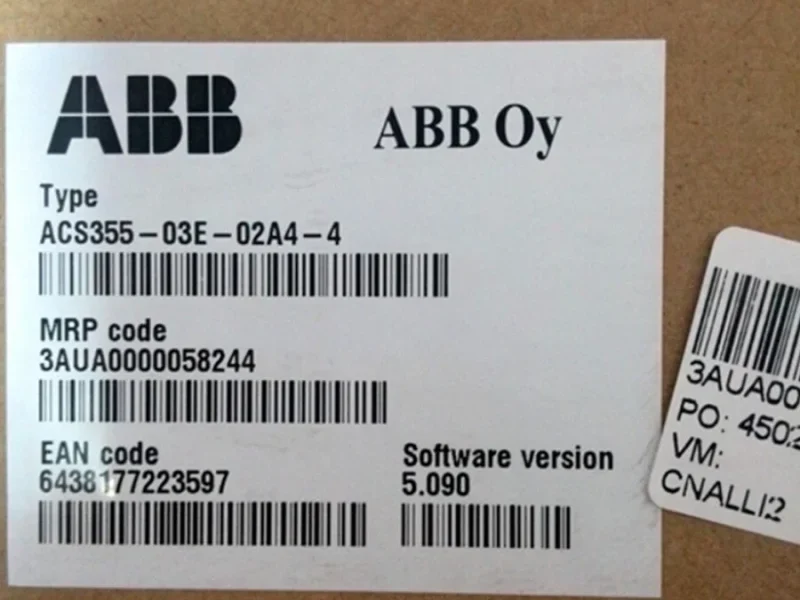 ABB
ABB Oy
Type
ACS355-03E-02A4-4
MRP code
3AUA0000058244
EAN code
6438177223597
Software version
5.090
3AUA00
PO: 4502
VM:
CNALLI2